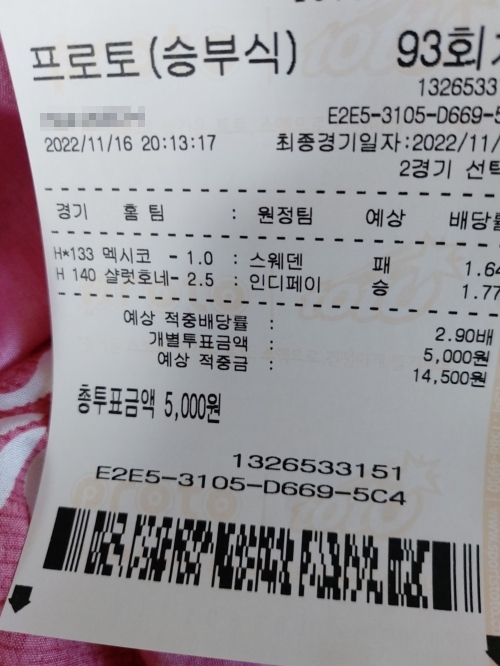 프로토(승부식) 93회차
1326533
E2E5-3105-D669-5
2022/11/16 20:13:17 최종경기일자:2022/11/
2경기 선택
경기 홈팀 : 원정팀 예상 배당률
H*133 멕시코 - 1.0 : 스웨덴 패 1.64
H 140 샬럿호네- 2.5 : 인디페이 승 1.77
예상 적중배당률 : 2.90배
개별투표금액 : 5,000원
예상 적중금 : 14,500원
총투표금액 5,000원
1326533151
E2E5-3105-D669-5C4